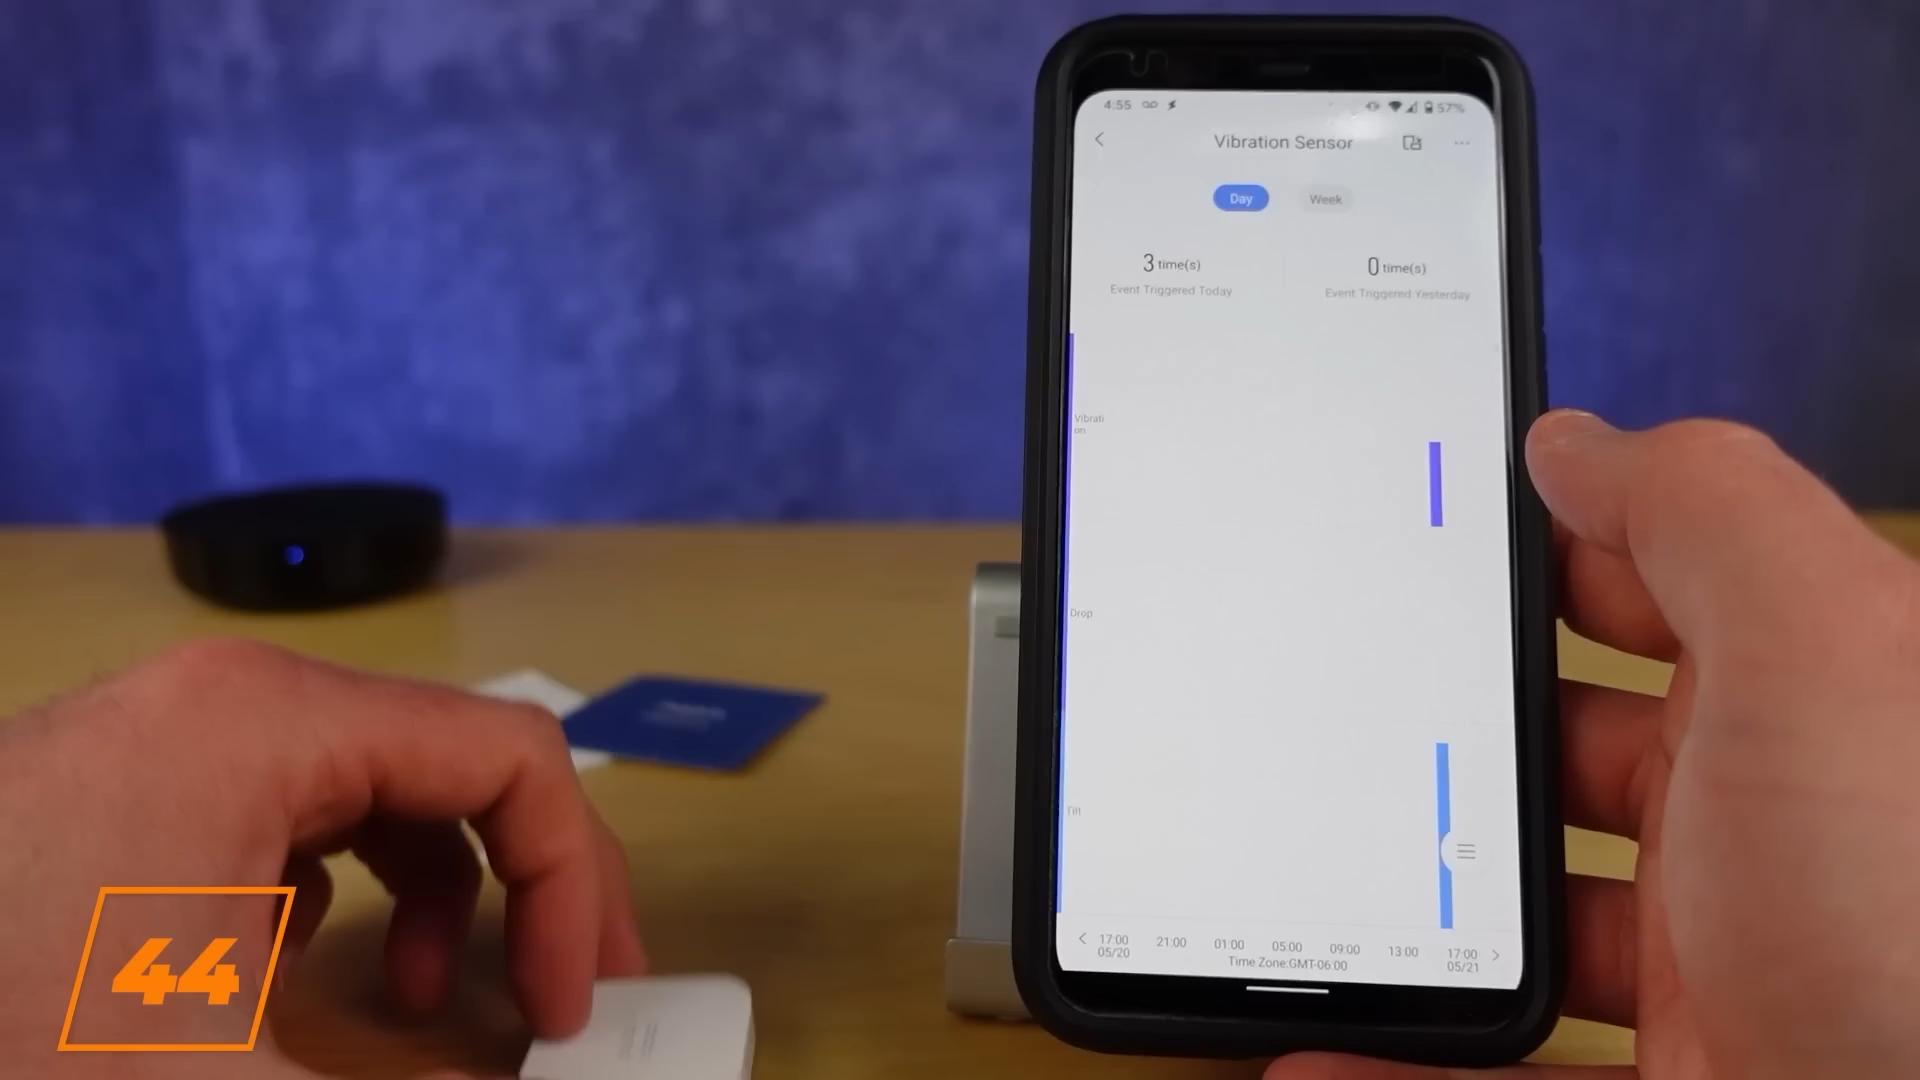 4:55
57%
Vibration Sensor
Day
Week
3 time(s)
0 time(s)
Event Triggered Today
Event Triggered Yesterday
Vibrati
on
Drop
Tilt
17:00 21:00 01:00 05:00 09:00 13:00 17:00
05/20
05/21
Time Zone:GMT-06:00
44